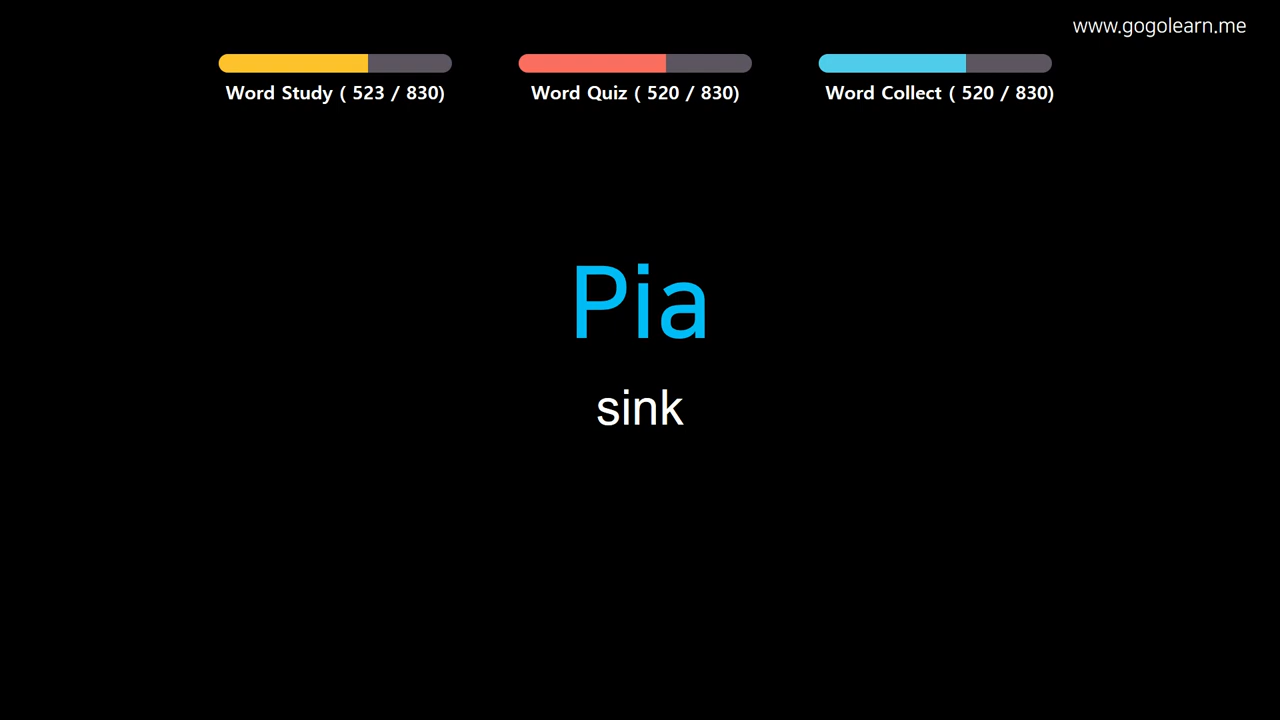 www.gogolearn.me
Word Study ( 523 / 830)
Word Quiz ( 520 / 830)
Word Collect ( 520 / 830)
Pia
sink